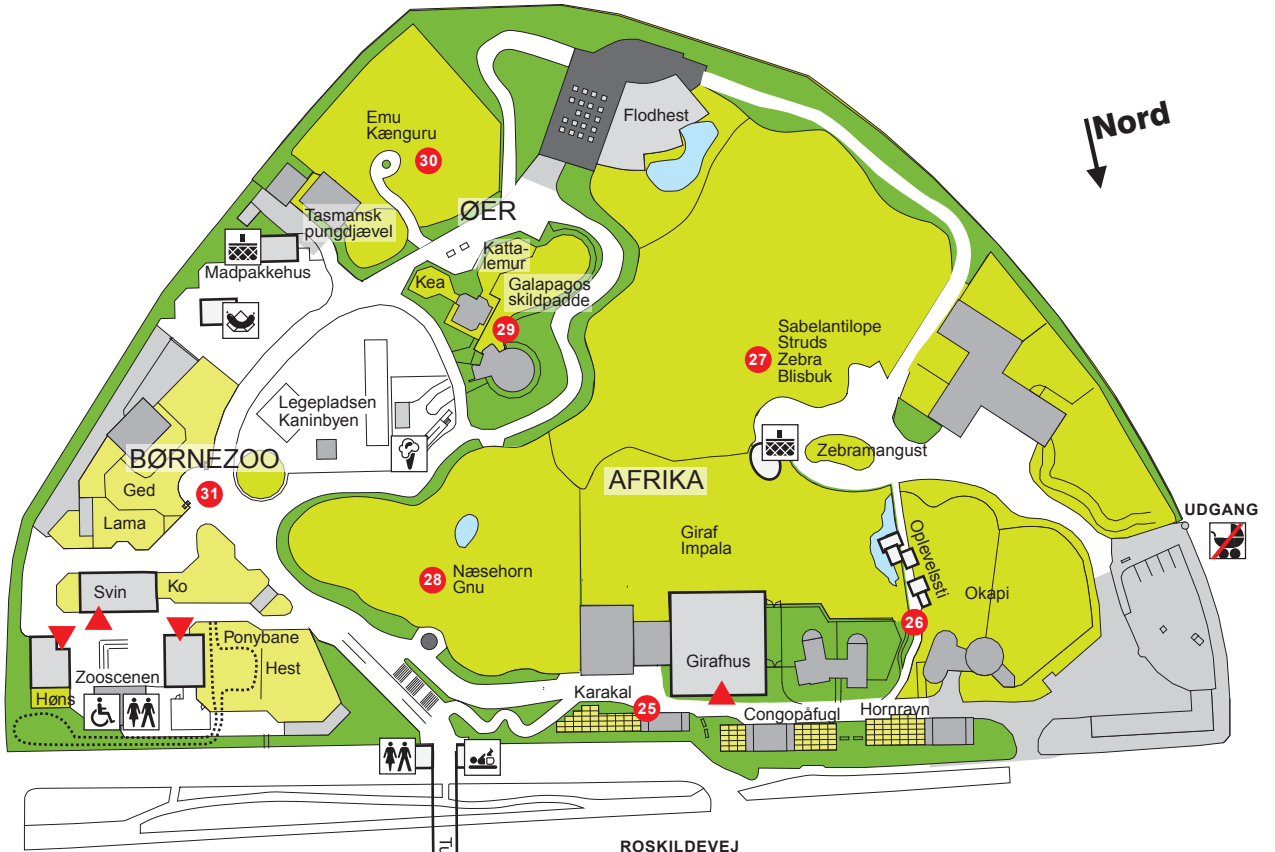 Flodhest
Nord
Emu
Kænguru
30
ØER
Tasmansk
pungdjævel
Madpakkehus
Katta-
lemur
Kea
Galapagos
skildpadde
29
Sabelantilope
Struds
Zebra
Blisbuk
27
Legepladsen
Kaninbyen
Zebramangust
BØRNEZOO
31
Ged
Lama
AFRIKA
Giraf
Impala
UDGANG
Oplevelssti
Okapi
28
Næsehorn
Gnu
Svin
Ko
26
Ponybane
Hest
Zooscenen
Høns
Girafhus
Karakal
25
Congopåfugl
Hornravn
Tu
ROSKILDEVEJ